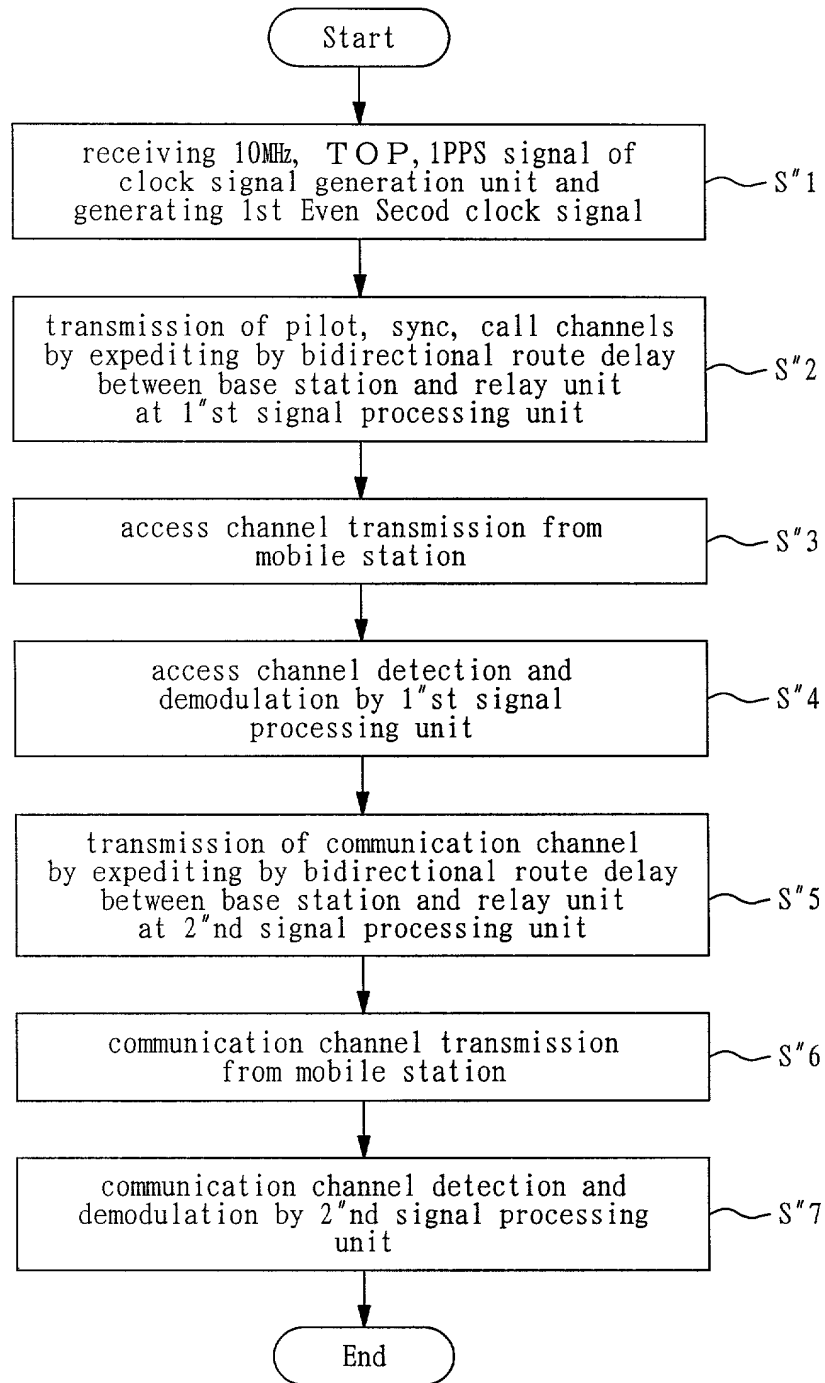 Start
receiving 10MHz, TOP, 1PPS signal of
clock signal generation unit and
generating 1st Even Secod clock signal
S"1
transmission of pilot, sync, call channels
by expediting by bidirectional route delay
between base station and relay unit
at 1"st signal processing unit
S"2
access channel transmission from
mobile station
S"3
access channel detection and
demodulation by 1"st signal
processing unit
S"4
transmission of communication channel
by expediting by bidirectional route delay
between base station and relay unit
at 2"nd signal processing unit
S"5
communication channel transmission
from mobile station
S"6
communication channel detection and
demodulation by 2"nd signal processing
unit
S"7
End